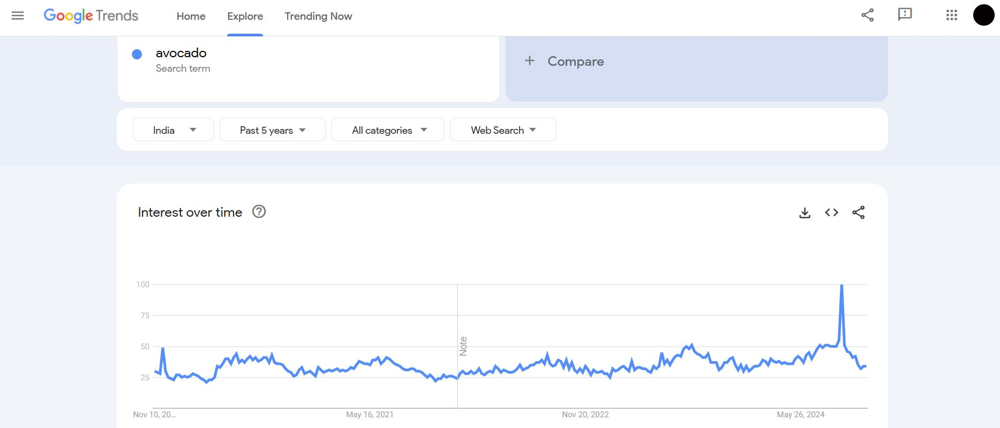 Google Trends Home Explore Trending Now
avocado
Search term
+ Compare
India Past 5 years All categories Web Search
Interest over time
100
75
50
25
Note
Nov 10, 20... May 16, 2021 Nov 20, 2022 May 26, 2024